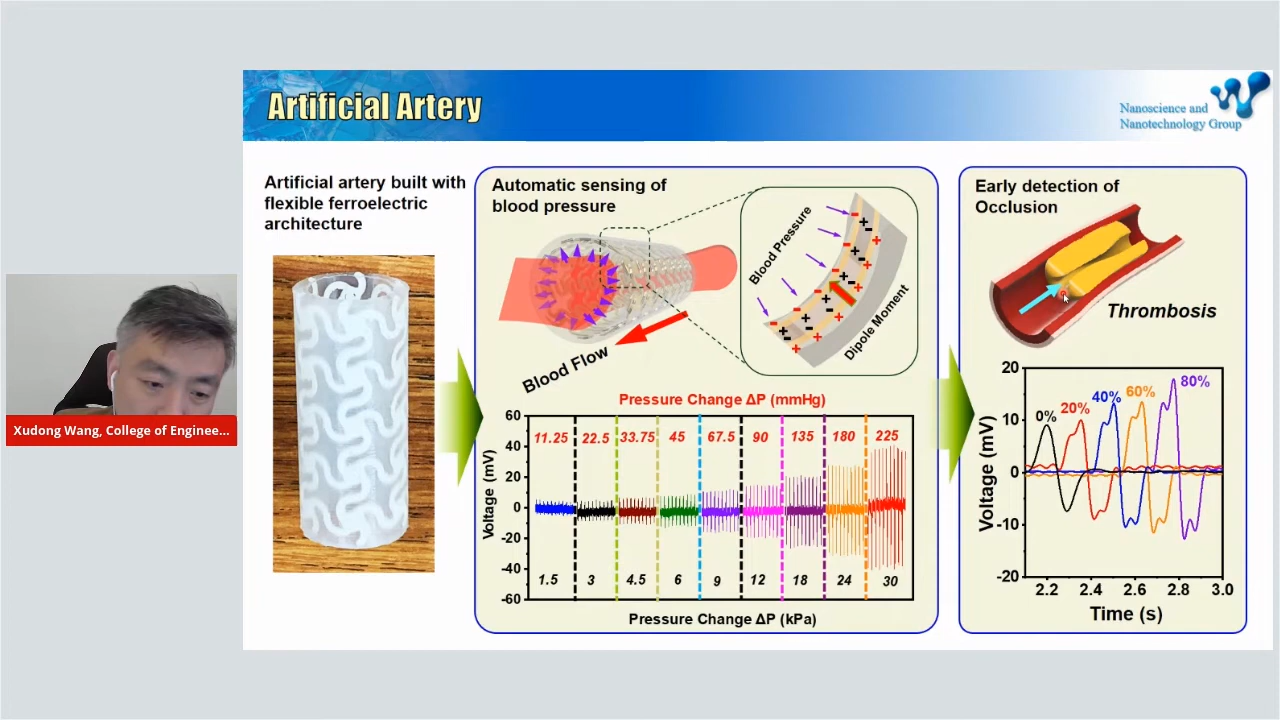 Artificial Artery
Nanoscience and
Nanotechnology Group
Artificial artery built with
flexible ferroelectric
architecture
Automatic sensing of
blood pressure
Blood Flow
Blood Pressure
Dipole Moment
Pressure Change ΔP (mmHg)
11.25 22.5 33.75 45 67.5 90 135 180 225
Voltage (mV)
60
40
20
0
-20
-40
-60
1.5 3 4.5 6 9 12 18 24 30
Pressure Change ΔP (kPa)
Early detection of
Occlusion
Thrombosis
0% 20% 40% 60% 80%
Voltage (mV)
20
10
0
-10
-20
2.2 2.4 2.6 2.8 3.0
Time (s)
Xudong Wang, College of Enginee...